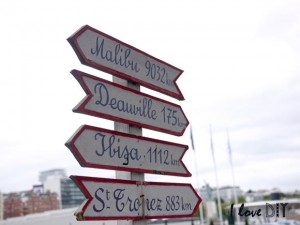 Malibu 9032 km
Deauville 175 km
Ibiza 1112 km
St Tropez 883 km
I love DIY